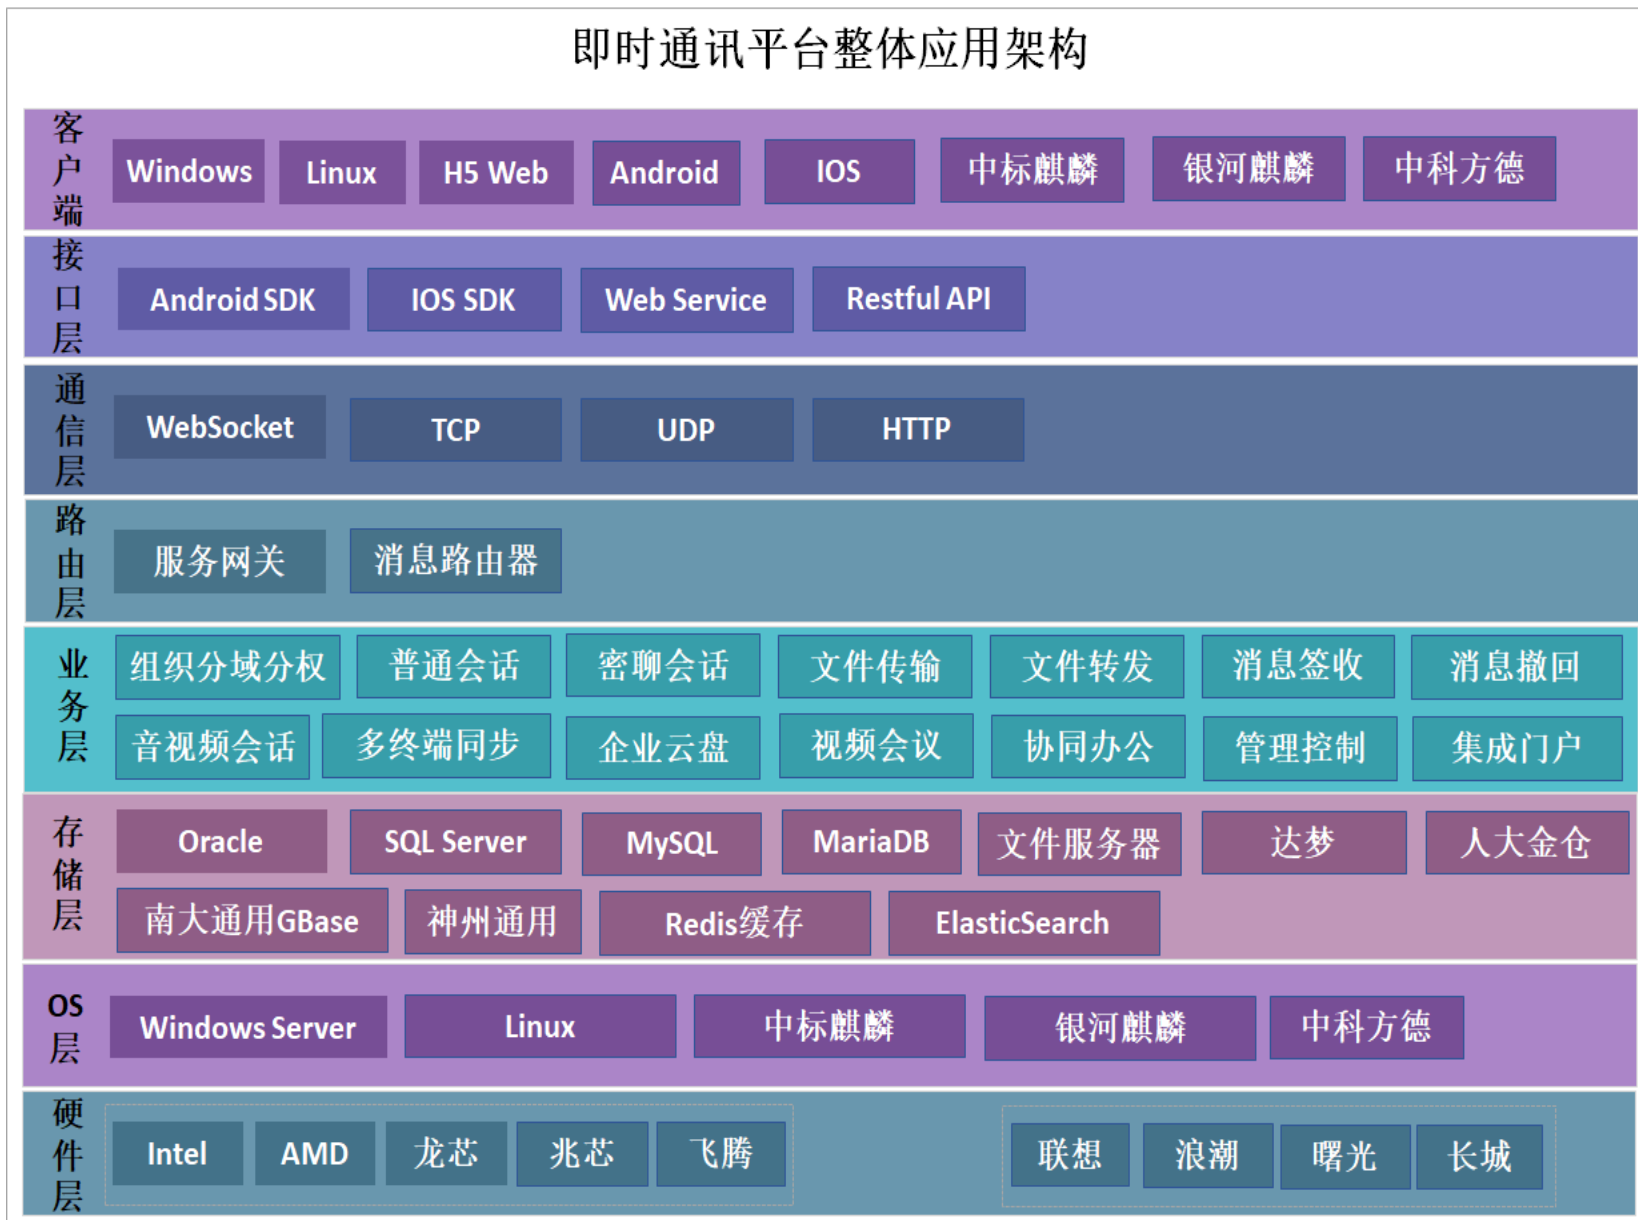 即时通讯平台整体应用架构
客户端
Windows
Linux
H5 Web
Android
IOS
中标麒麟
银河麒麟
中科方德
接口层
Android SDK
IOS SDK
Web Service
Restful API
通信层
WebSocket
TCP
UDP
HTTP
路由层
服务网关
消息路由器
业务层
组织分域分权
普通会话
密聊会话
文件传输
文件转发
消息签收
消息撤回
音视频会话
多终端同步
企业云盘
视频会议
协同办公
管理控制
集成门户
存储层
Oracle
SQL Server
MySQL
MariaDB
文件服务器
达梦
人大金仓
南大通用GBase
神州通用
Redis缓存
ElasticSearch
OS层
Windows Server
Linux
中标麒麟
银河麒麟
中科方德
硬件层
Intel
AMD
龙芯
兆芯
飞腾
联想
浪潮
曙光
长城